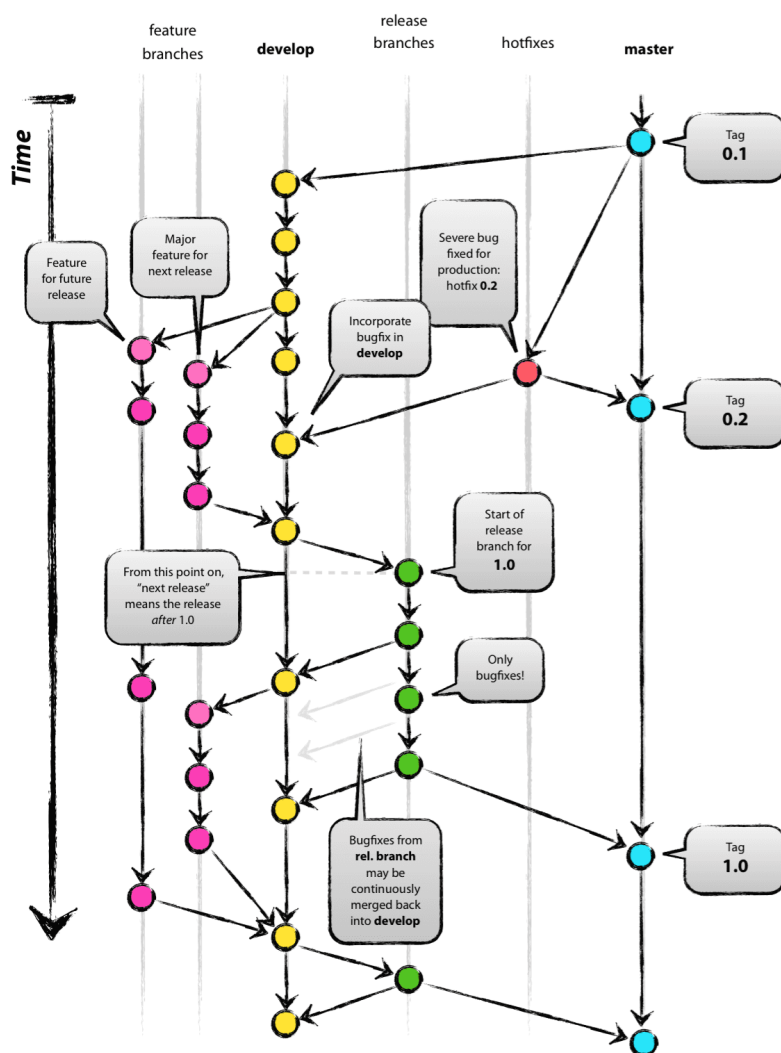 feature
branches
develop
release
branches
hotfixes
master
Time
Tag
0.1
Severe bug
fixed for
production:
hotfix 0.2
Major
feature for
next release
Feature
for future
release
Incorporate
bugfix in
develop
Tag
0.2
Start of
release
branch for
1.0
From this point on,
“next release”
means the release
after 1.0
Only
bugfixes!
Bugfixes from
rel. branch
may be
continuously
merged back
into develop
Tag
1.0